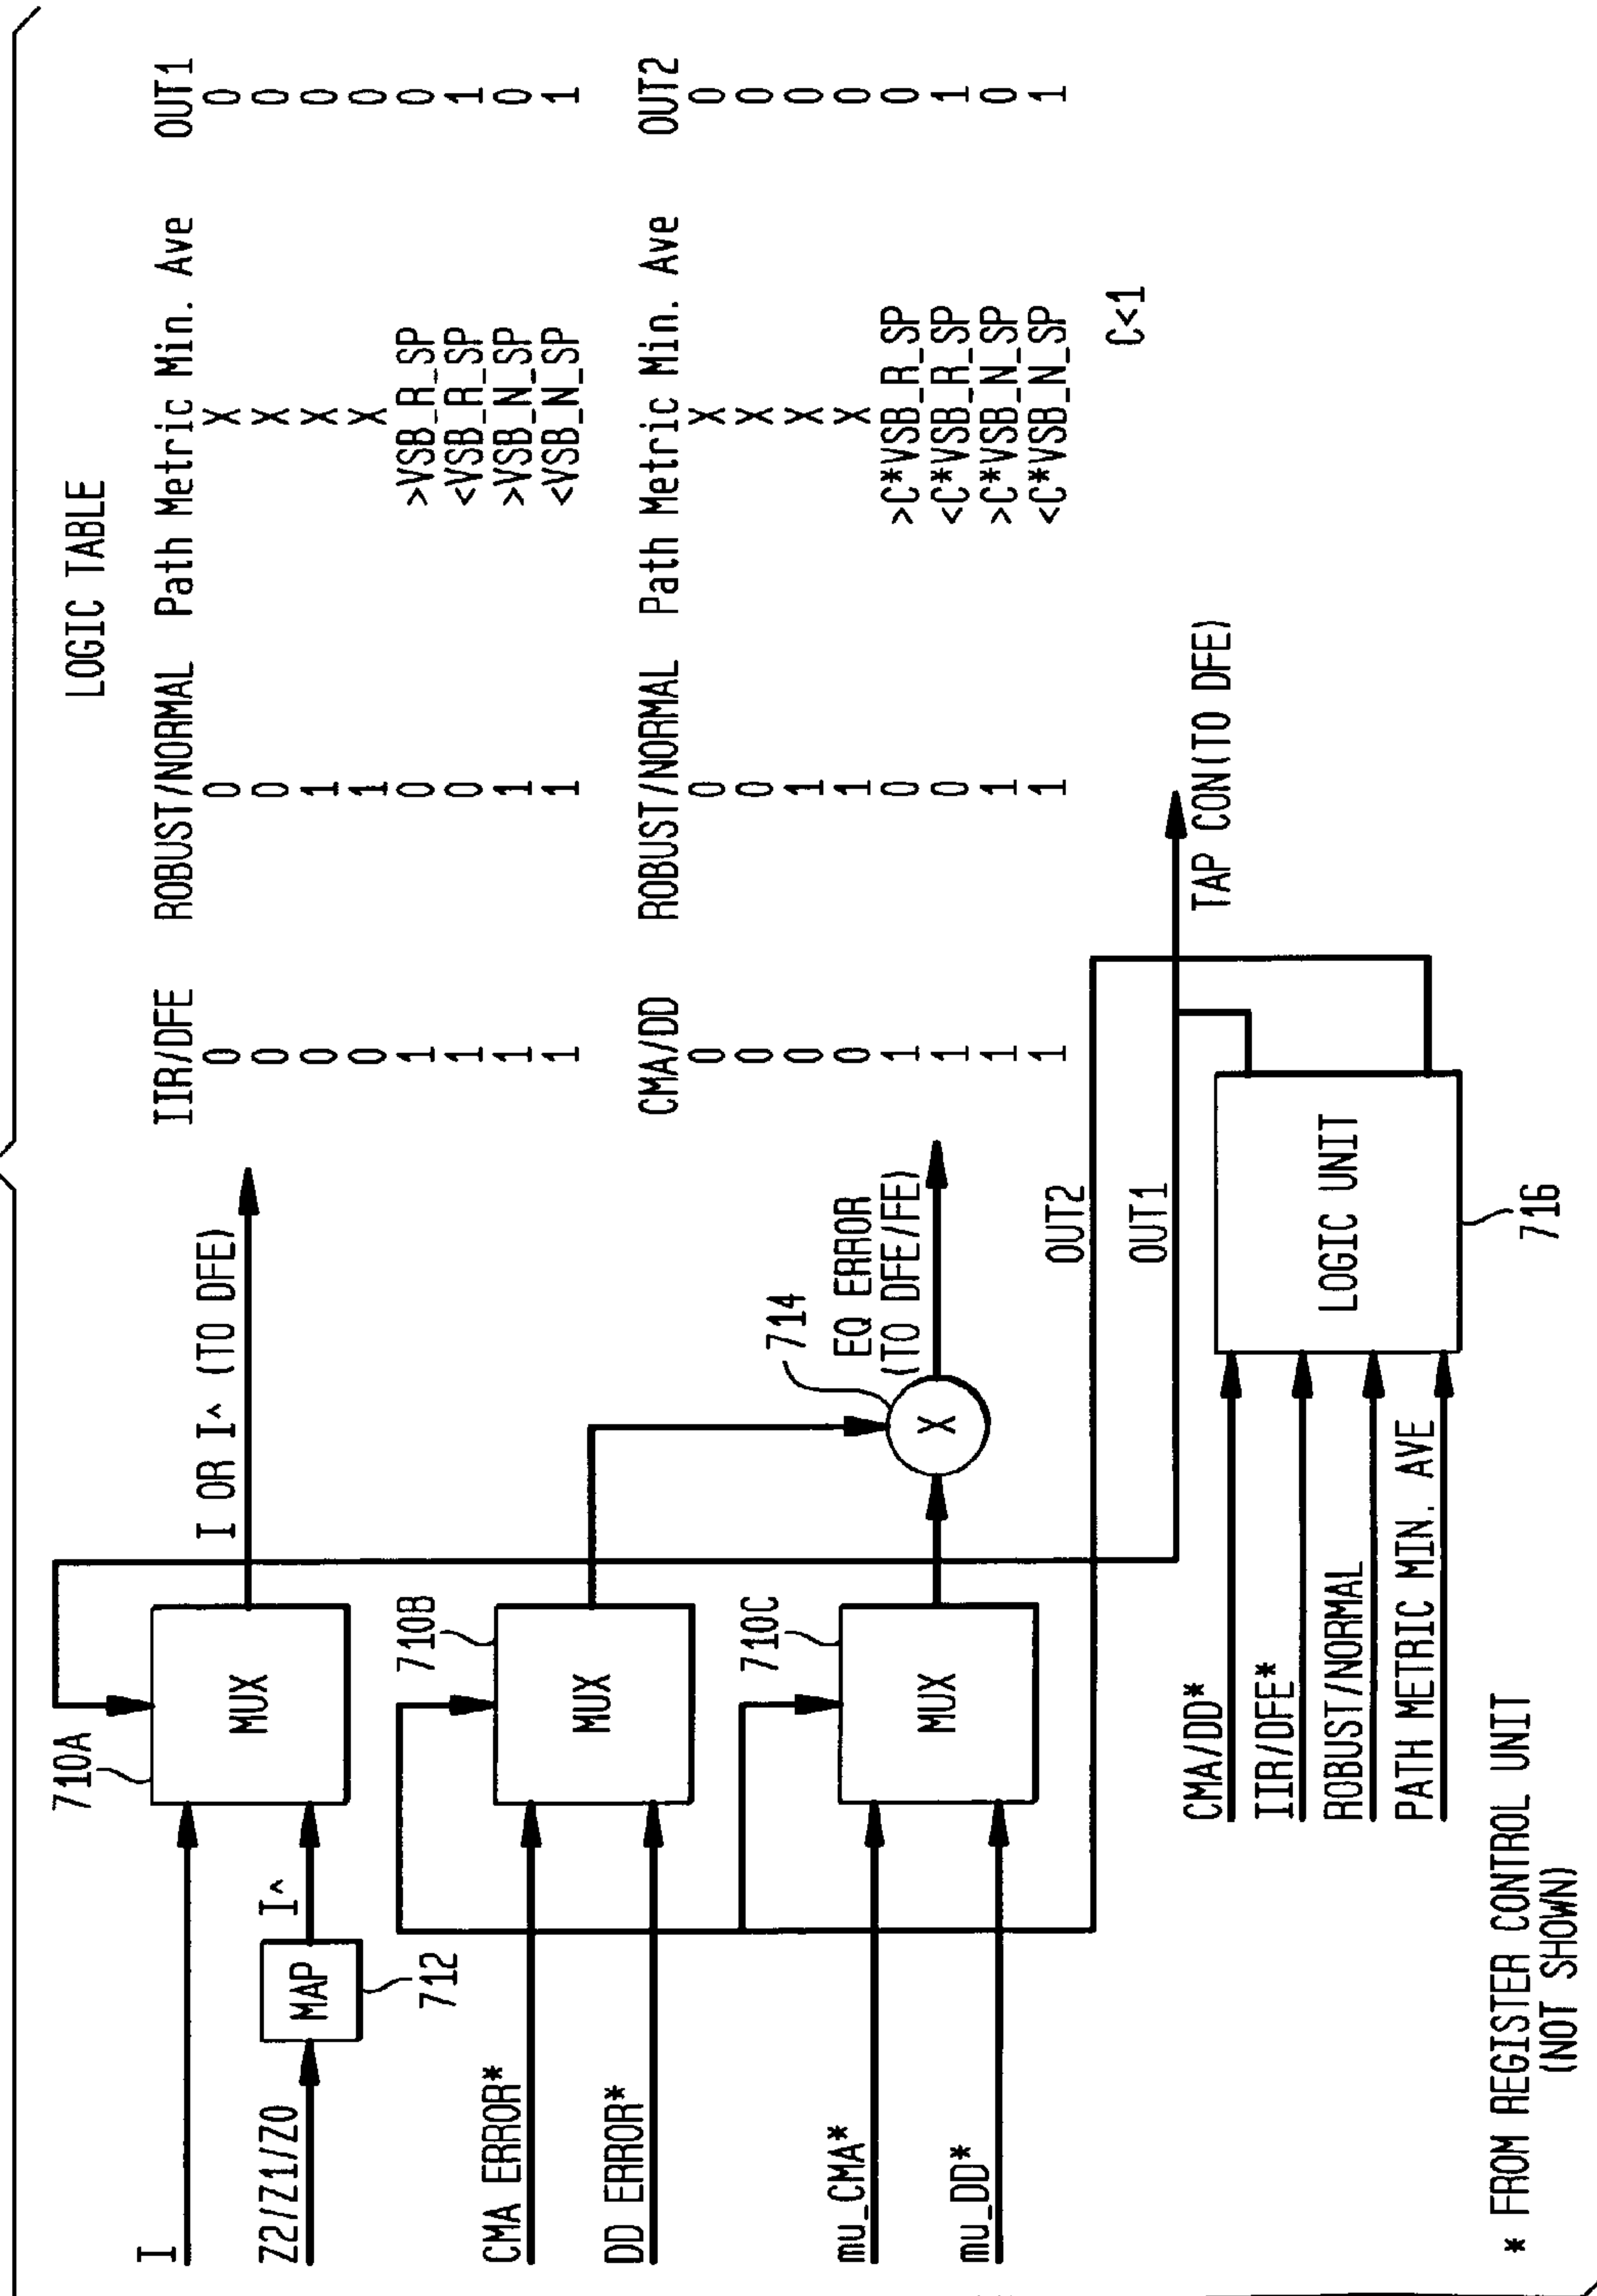 LOGIC TABLE
IIR/DFE ROBUST/NORMAL Path Metric Min. Ave OUT1
0 0 X 0
0 0 X 0
0 1 X 0
0 1 X 0
1 0 >VSB_R_SP 0
1 0 <VSB_R_SP 1
1 1 >VSB_N_SP 0
1 1 <VSB_N_SP 1
CMA/DD ROBUST/NORMAL Path Metric Min. Ave OUT2
0 0 X 0
0 0 X 0
0 1 X 0
0 1 X 0
1 0 >C*VSB_R_SP 0
1 0 <C*VSB_R_SP 1
1 1 >C*VSB_N_SP 0
1 1 <C*VSB_N_SP 1
C<1
710A
I
MUX
I OR I^ (TO DFE)
Z2/Z1/Z0
MAP
I^
712
710B
CMA ERROR*
DD ERROR*
MUX
710C
mu_CMA*
mu_DD*
MUX
714
X
EQ ERROR
(TO DFE/FE)
OUT2
OUT1
TAP CON(TO DFE)
CMA/DD*
IIR/DFE*
ROBUST/NORMAL
PATH METRIC MIN. AVE
LOGIC UNIT
716
* FROM REGISTER CONTROL UNIT
(NOT SHOWN)